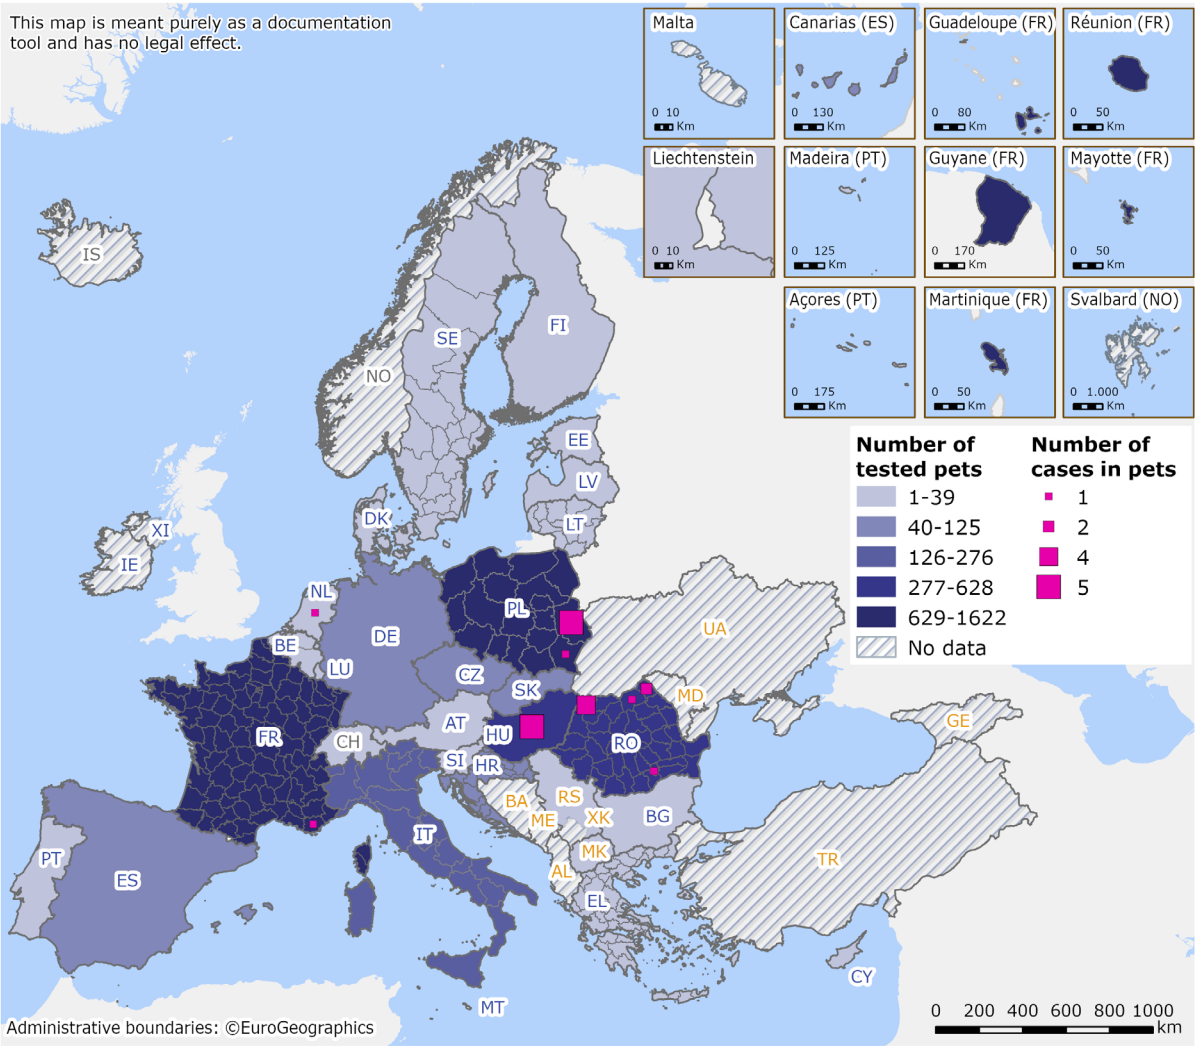 This map is meant purely as a documentation
tool and has no legal effect.
Malta
0 10
Km
Canarias (ES)
0 130
Km
Guadeloupe (FR)
0 80
Km
Réunion (FR)
0 50
Km
Liechtenstein
0 10
Km
Madeira (PT)
0 125
Km
Guyane (FR)
0 170
Km
Mayotte (FR)
0 50
Km
Açores (PT)
0 175
Km
Martinique (FR)
0 50
Km
Svalbard (NO)
0 1.000
Km
IS
FI
SE
NO
EE
LV
LT
DK
XI
IE
NL
PL
UA
BE
DE
LU
CZ
SK
MD
AT
HU
RO
FR
CH
GE
SI
HR
RS
BA
ME
XK
BG
IT
MK
PT
ES
AL
TR
EL
CY
MT
Number of
tested pets
1-39
40-125
126-276
277-628
629-1622
No data
Number of
cases in pets
1
2
4
5
0 200 400 600 800 1000
km
Administrative boundaries: ©EuroGeographics